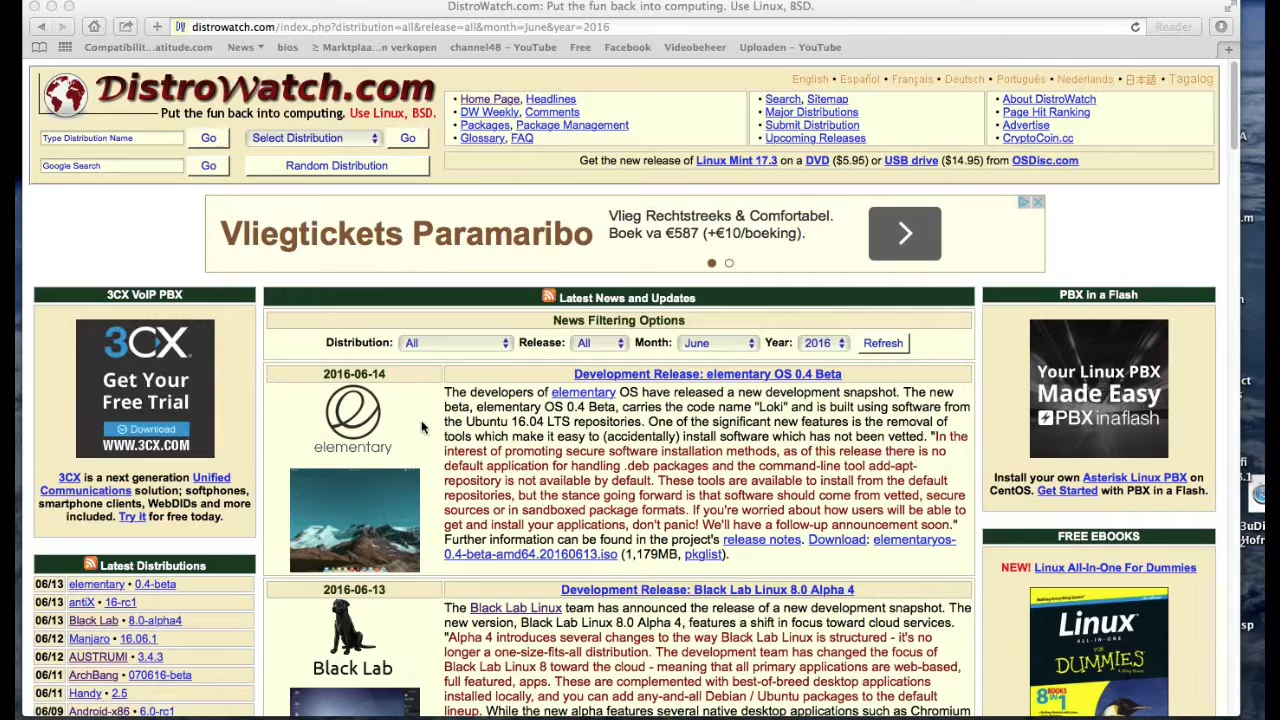 DistroWatch.com: Put the fun back into computing. Use Linux, BSD.
distrowatch.com/index.php?distribution=all&release=all&month=june&year=2016
Reader
Compatibilit...atitude.com News bios ≥ Marktplaa...n verkopen channel48 – YouTube Free Facebook Videobeheer Uploaden – YouTube
DistroWatch.com
Put the fun back into computing. Use Linux, BSD.
Type Distribution Name Go Select Distribution Go
Google Search Go Random Distribution
English • Español • Français • Deutsch • Português • Nederlands • 日本語 • Tagalog
• Home Page, Headlines
• DW Weekly, Comments
• Packages, Package Management
• Glossary, FAQ
• Search, Sitemap
• Major Distributions
• Submit Distribution
• Upcoming Releases
• About DistroWatch
• Page Hit Ranking
• Advertise
• CryptoCoin.cc
Get the new release of Linux Mint 17.3 on a DVD ($5.95) or USB drive ($14.95) from OSDisc.com
Vliegtickets Paramaribo
Vlieg Rechtstreeks & Comfortabel.
Boek va €587 (+€10/boeking).
3CX VoIP PBX
3CX
Get Your
Free Trial
Download
WWW.3CX.COM
3CX is a next generation Unified
Communications solution; softphones,
smartphone clients, WebDIDs and more
included. Try it for free today.
Latest Distributions
06/13 elementary • 0.4-beta
06/13 antiX • 16-rc1
06/13 Black Lab • 8.0-alpha4
06/12 Manjaro • 16.06.1
06/12 AUSTRUMI • 3.4.3
06/11 ArchBang • 070616-beta
06/11 Handy • 2.5
06/09 Android-x86 • 6.0-rc1
Latest News and Updates
News Filtering Options
Distribution: All Release: All Month: June Year: 2016 Refresh
2016-06-14
elementary
Development Release: elementary OS 0.4 Beta
The developers of elementary OS have released a new development snapshot. The new
beta, elementary OS 0.4 Beta, carries the code name "Loki" and is built using software from
the Ubuntu 16.04 LTS repositories. One of the significant new features is the removal of
tools which make it easy to (accidentally) install software which has not been vetted. "In the
interest of promoting secure software installation methods, as of this release there is no
default application for handling .deb packages and the command-line tool add-apt-
repository is not available by default. These tools are available to install from the default
repositories, but the stance going forward is that software should come from vetted, secure
sources or in sandboxed package formats. If you're worried about how users will be able to
get and install your applications, don't panic! We'll have a follow-up announcement soon."
Further information can be found in the project's release notes. Download: elementaryos-
0.4-beta-amd64.20160613.iso (1,179MB, pkglist).
2016-06-13
Black Lab
Development Release: Black Lab Linux 8.0 Alpha 4
The Black Lab Linux team has announced the release of a new development snapshot. The
new version, Black Lab Linux 8.0 Alpha 4, features a shift in focus toward cloud services.
"Alpha 4 introduces several changes to the way Black Lab Linux is structured - it's no
longer a one-size-fits-all distribution. The development team has changed the focus of
Black Lab Linux 8 toward the cloud - meaning that all primary applications are web-based,
full featured, apps. These are complemented with best-of-breed desktop applications
installed locally, and you can add any-and-all Debian / Ubuntu packages to the default
lineup. While the new alpha features several native desktop applications such as Chromium
PBX in a Flash
Your Linux PBX
Made Easy
PBX inaflash
Install your own Asterisk Linux PBX on
CentOS. Get Started with PBX in a Flash.
FREE EBOOKS
NEW! Linux All-In-One For Dummies
Making Everything Easier!
Linux
ALL-IN-ONE
FOR
DUMMIES
8 BOOKS
IN 1